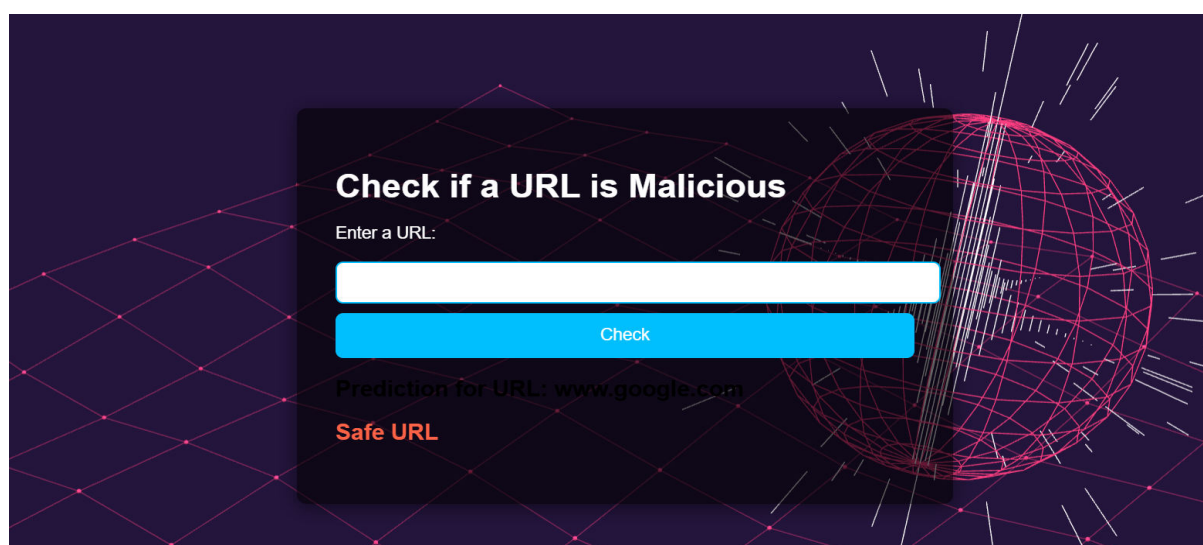 Check if a URL is Malicious
Enter a URL:
Check
Prediction for URL: www.google.com
Safe URL